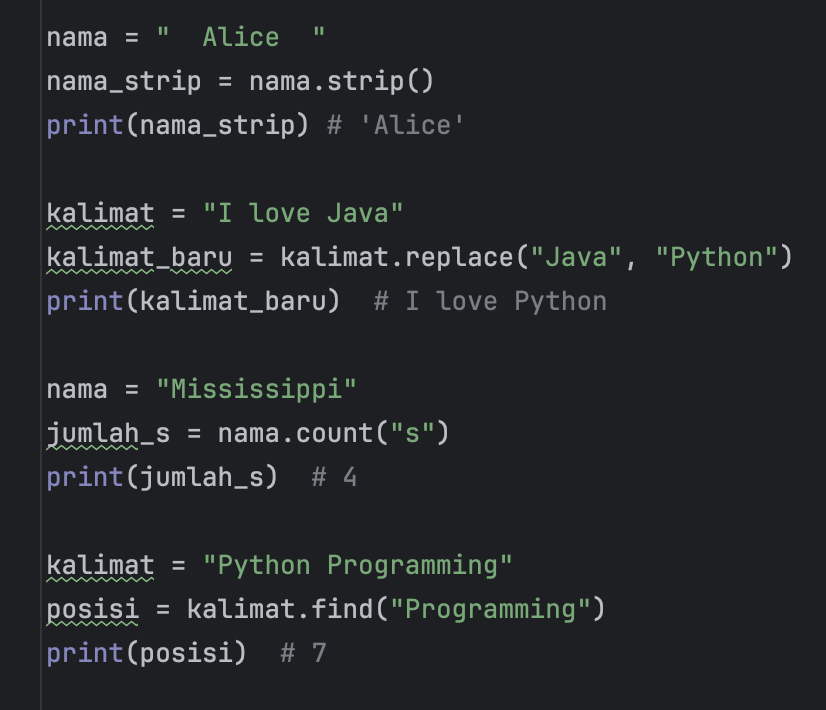 nama = "  Alice  "
nama_strip = nama.strip()
print(nama_strip) # 'Alice'
kalimat = "I love Java"
kalimat_baru = kalimat.replace("Java", "Python")
print(kalimat_baru)  # I love Python
nama = "Mississippi"
jumlah_s = nama.count("s")
print(jumlah_s)  # 4
kalimat = "Python Programming"
posisi = kalimat.find("Programming")
print(posisi)  # 7